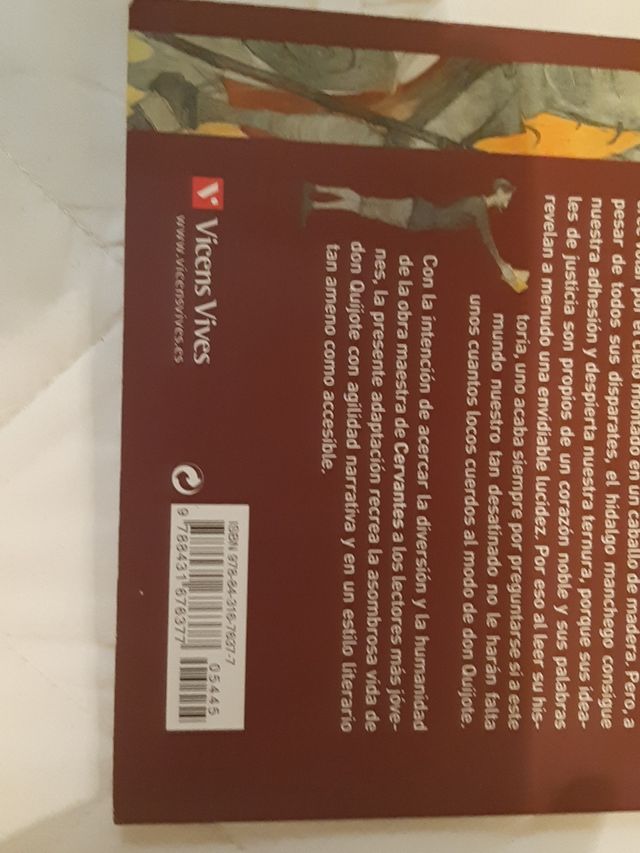 en un caballo de madera. Pero, a
pesar de todos sus disparates, el hidalgo manchego consigue
nuestra adhesión y despierta nuestra ternura, porque sus idea-
les de justicia son propios de un corazón noble y sus palabras
revelan a menudo una envidiable lucidez. Por eso al leer su his-
toria, uno acaba siempre por preguntarse si a este
mundo nuestro tan desatinado no le harán falta
unos cuantos locos cuerdos al modo de don Quijote.
Con la intención de acercar la diversión y la humanidad
de la obra maestra de Cervantes a los lectores más jóve-
nes, la presente adaptación recrea la asombrosa vida de
don Quijote con agilidad narrativa y en un estilo literario
tan ameno como accesible.
Vicens Vives
www.vicensvives.es
ISBN 978-84-316-7637-7
05445
9 788431 676377